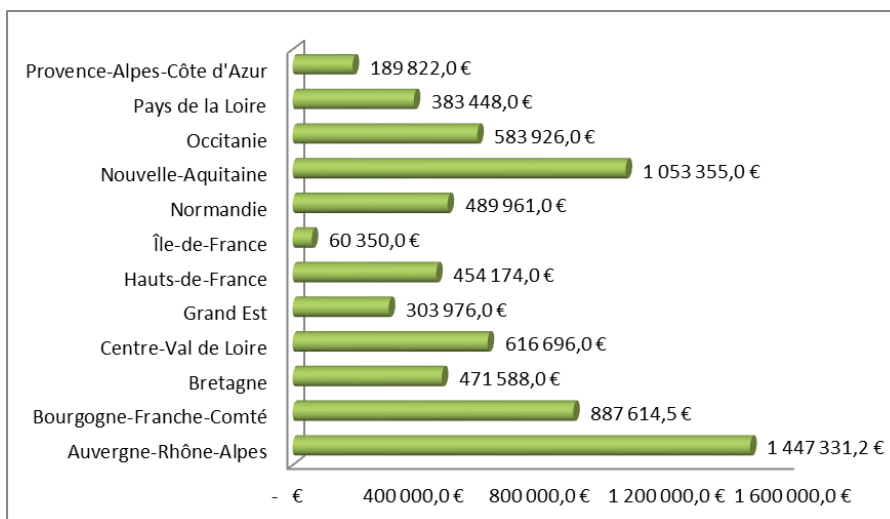 Provence-Alpes-Côte d'Azur 189 822,0 €
Pays de la Loire 383 448,0 €
Occitanie 583 926,0 €
Nouvelle-Aquitaine 1 053 355,0 €
Normandie 489 961,0 €
Île-de-France 60 350,0 €
Hauts-de-France 454 174,0 €
Grand Est 303 976,0 €
Centre-Val de Loire 616 696,0 €
Bretagne 471 588,0 €
Bourgogne-Franche-Comté 887 614,5 €
Auvergne-Rhône-Alpes 1 447 331,2 €
- € 400 000,0 € 800 000,0 € 1 200 000,0 € 1 600 000,0 €